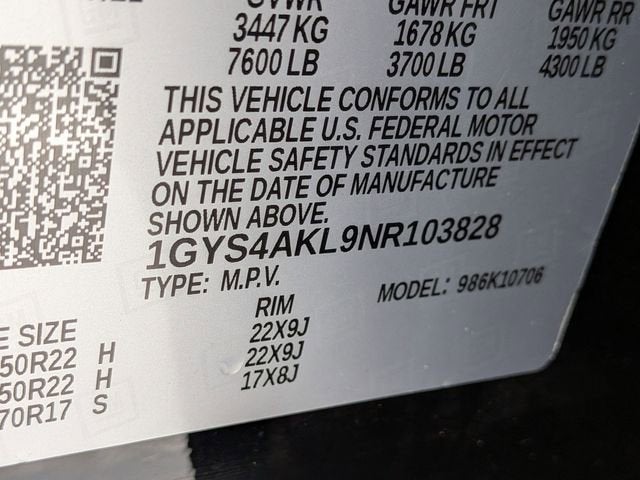 GVWR GAWR FRT GAWR RR
3447 KG 1678 KG 1950 KG
7600 LB 3700 LB 4300 LB
THIS VEHICLE CONFORMS TO ALL
APPLICABLE U.S. FEDERAL MOTOR
VEHICLE SAFETY STANDARDS IN EFFECT
ON THE DATE OF MANUFACTURE
SHOWN ABOVE.
1GYS4AKL9NR103828
TYPE: M.P.V. MODEL: 986K10706
E SIZE RIM
50R22 H 22X9J
50R22 H 22X9J
70R17 S 17X8J